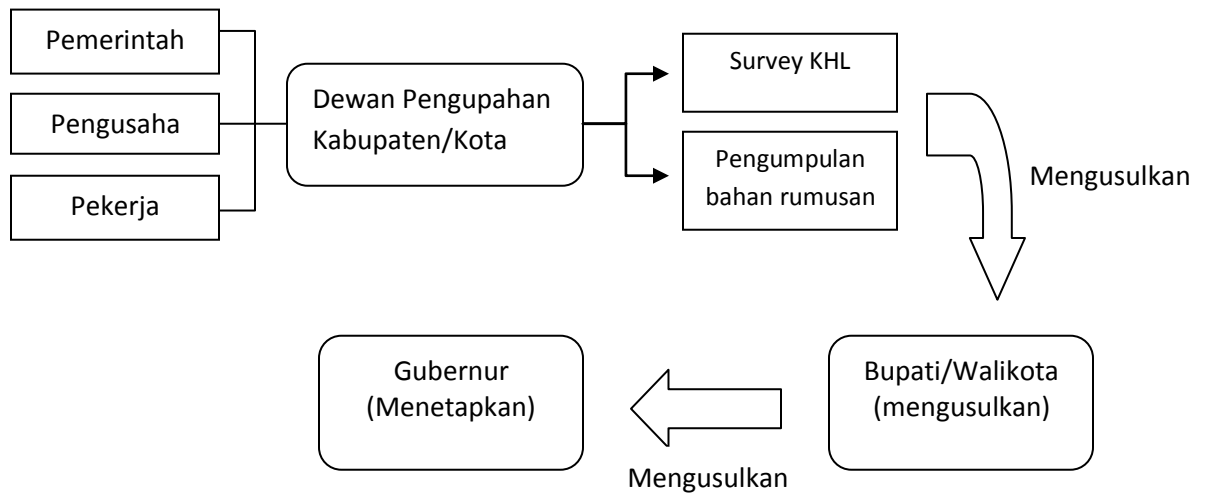 Pemerintah
Pengusaha
Pekerja
Dewan Pengupahan
Kabupaten/Kota
Survey KHL
Pengumpulan
bahan rumusan
Mengusulkan
Bupati/Walikota
(mengusulkan)
Mengusulkan
Gubernur
(Menetapkan)